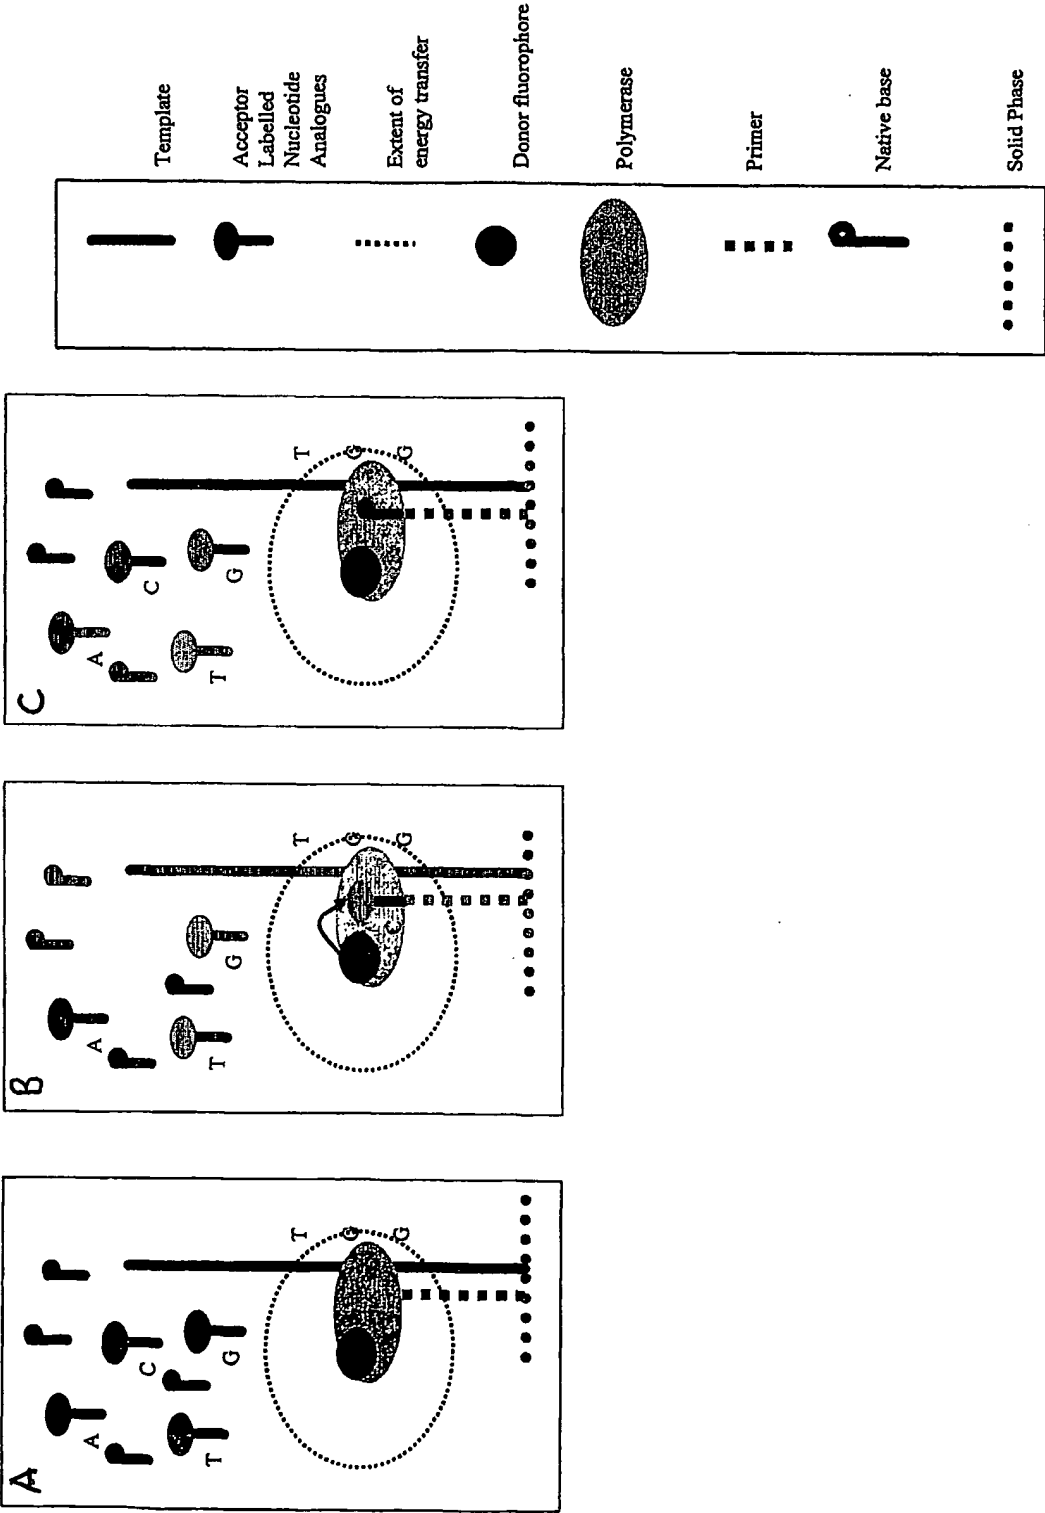 A
A
C
G
T
T
G
G
B
A
G
T
T
G
G
C
A
C
G
T
T
G
G
Template
Acceptor
Labelled
Nucleotide
Analogues
Extent of
energy transfer
Donor fluorophore
Polymerase
Primer
Native base
Solid Phase